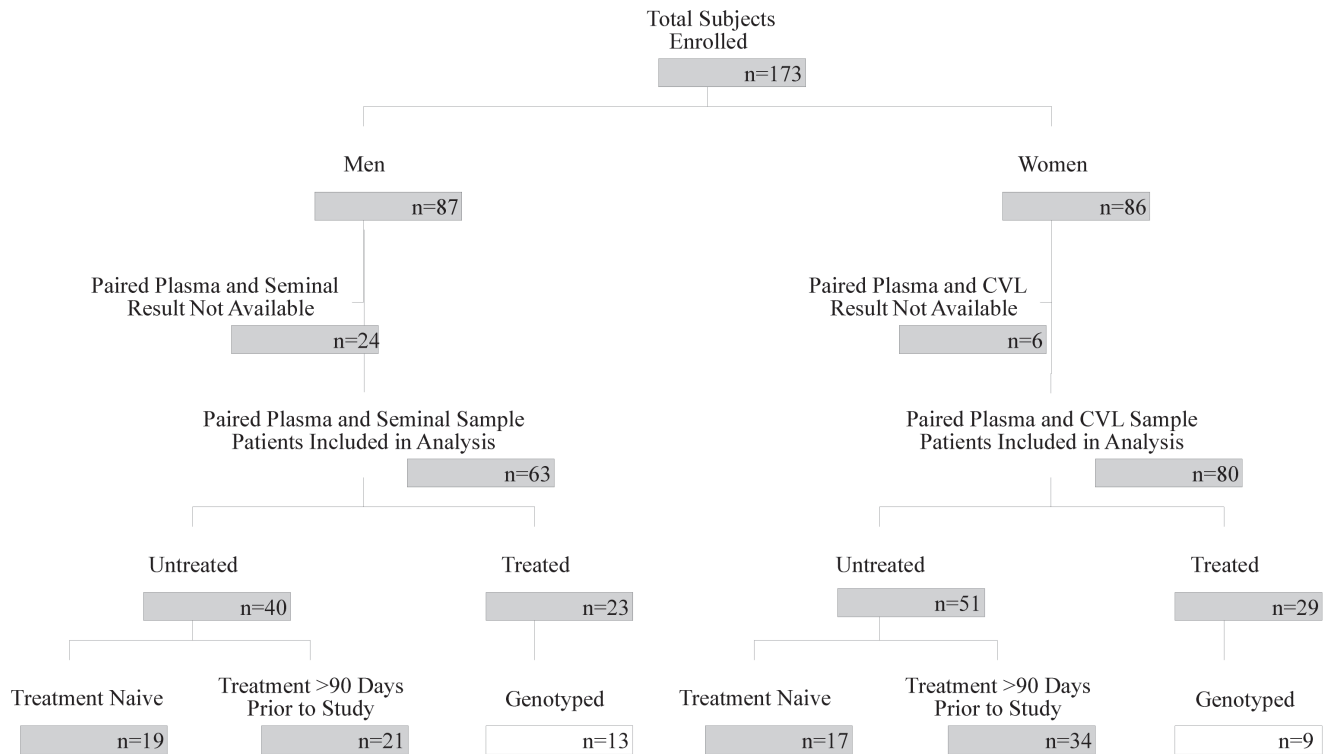 Total Subjects
Enrolled
n=173
Men
Women
n=87
n=86
Paired Plasma and Seminal
Result Not Available
Paired Plasma and CVL
Result Not Available
n=24
n=6
Paired Plasma and Seminal Sample
Patients Included in Analysis
Paired Plasma and CVL Sample
Patients Included in Analysis
n=63
n=80
Untreated
Treated
Untreated
Treated
n=40
n=23
n=51
n=29
Treatment Naive
Treatment >90 Days
Prior to Study
Genotyped
Treatment Naive
Treatment >90 Days
Prior to Study
Genotyped
n=19
n=21
n=13
n=17
n=34
n=9